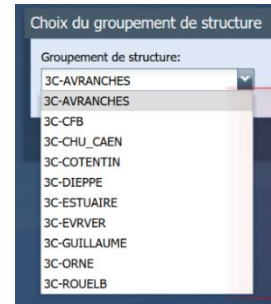 Choix du groupement de structure
Groupement de structure:
3C-AVRANCHES
3C-AVRANCHES
3C-CFB
3C-CHU_CAEN
3C-COTENTIN
3C-DIEPPE
3C-ESTUAIRE
3C-EVRVER
3C-GUILLAUME
3C-ORNE
3C-ROUELB